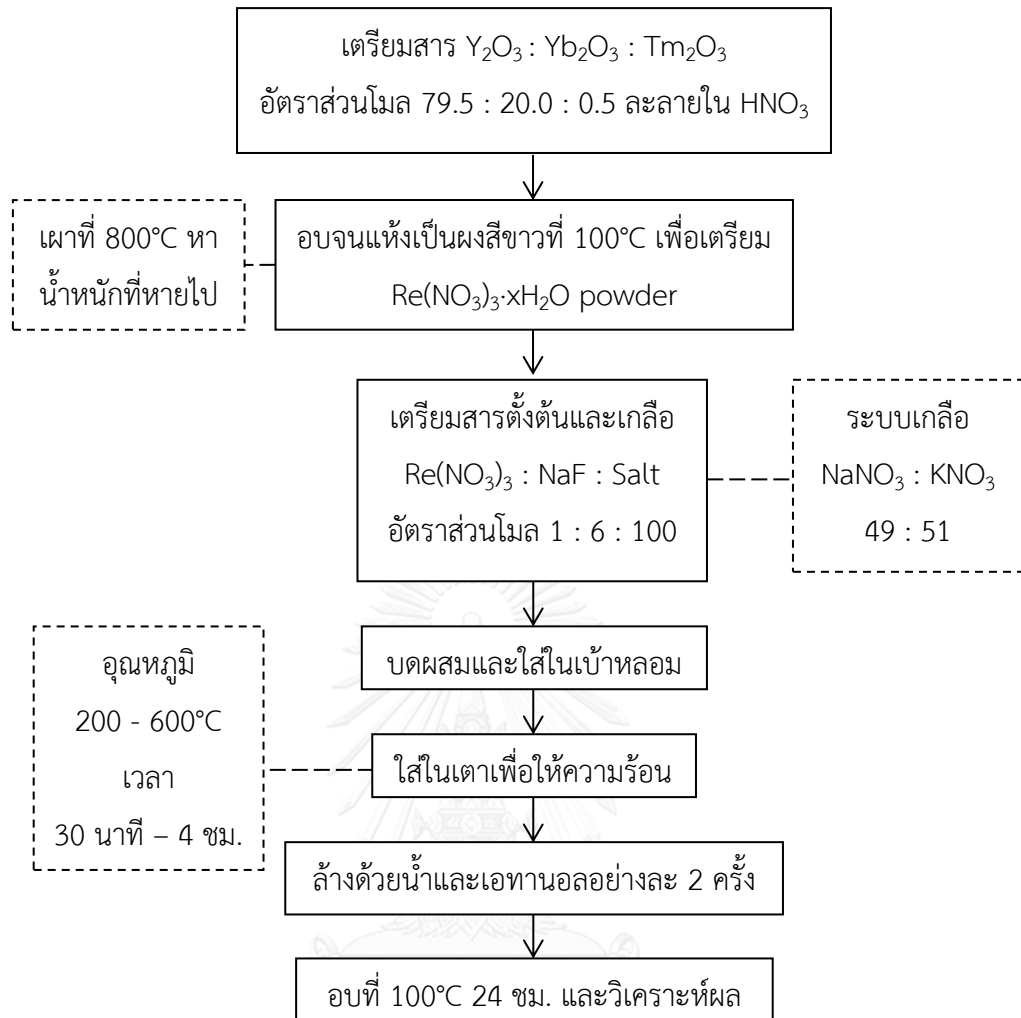 เตรียมสาร Y₂O₃ : Yb₂O₃ : Tm₂O₃
อัตราส่วนโมล 79.5 : 20.0 : 0.5 ละลายใน HNO₃
เผาที่ 800°C หา
น้ำหนักที่หายไป
อบจนแห้งเป็นผงสีขาวที่ 100°C เพื่อเตรียม
Re(NO₃)₃·xH₂O powder
เตรียมสารตั้งต้นและเกลือ
Re(NO₃)₃ : NaF : Salt
อัตราส่วนโมล 1 : 6 : 100
ระบบเกลือ
NaNO₃ : KNO₃
49 : 51
บดผสมและใส่ในเบ้าหลอม
อุณหภูมิ
200 - 600°C
เวลา
30 นาที – 4 ชม.
ใส่ในเตาเพื่อให้ความร้อน
ล้างด้วยน้ำและเอทานอลอย่างละ 2 ครั้ง
อบที่ 100°C 24 ชม. และวิเคราะห์ผล